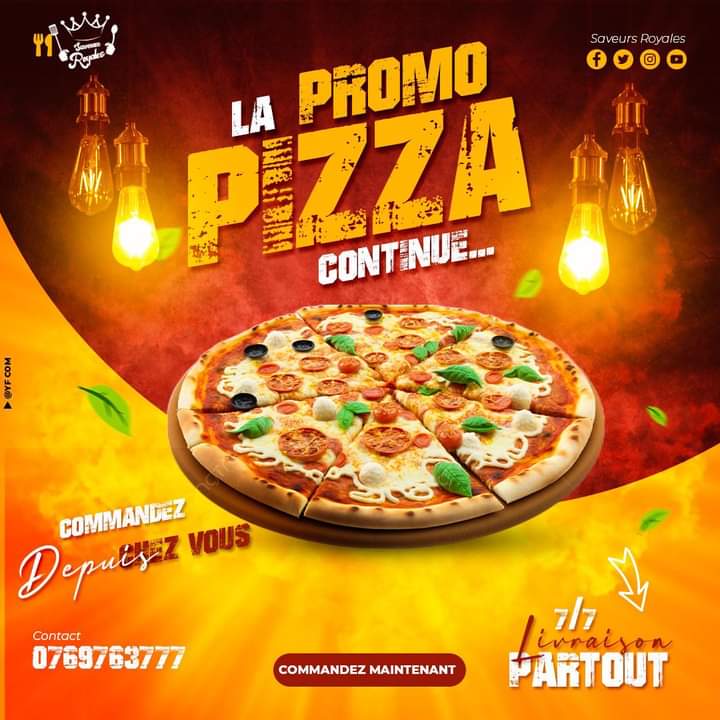 Saveurs
Royales
Saveurs Royales
LA PROMO
PIZZA
CONTINUE...
@YF.COM
COMMANDEZ
Depuis CHEZ VOUS
Contact
0769763777
COMMANDEZ MAINTENANT
7/7
Livraison
PARTOUT